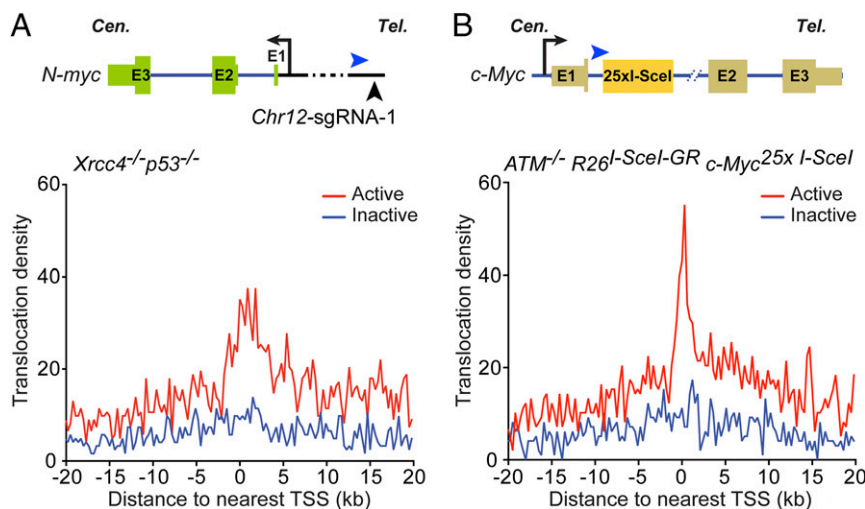 A
Cen.
Tel.
N-myc
E3
E2
E1
Chr12-sgRNA-1
Xrcc4-/-p53-/-
Translocation density
60
40
20
0
Active
Inactive
-20 -15 -10 -5 0 5 10 15 20
Distance to nearest TSS (kb)
B
Cen.
Tel.
c-Myc
E1
25xI-SceI
E2
E3
ATM-/- R26I-SceI-GR c-Myc25x I-SceI
Translocation density
60
40
20
0
Active
Inactive
-20 -15 -10 -5 0 5 10 15 20
Distance to nearest TSS (kb)